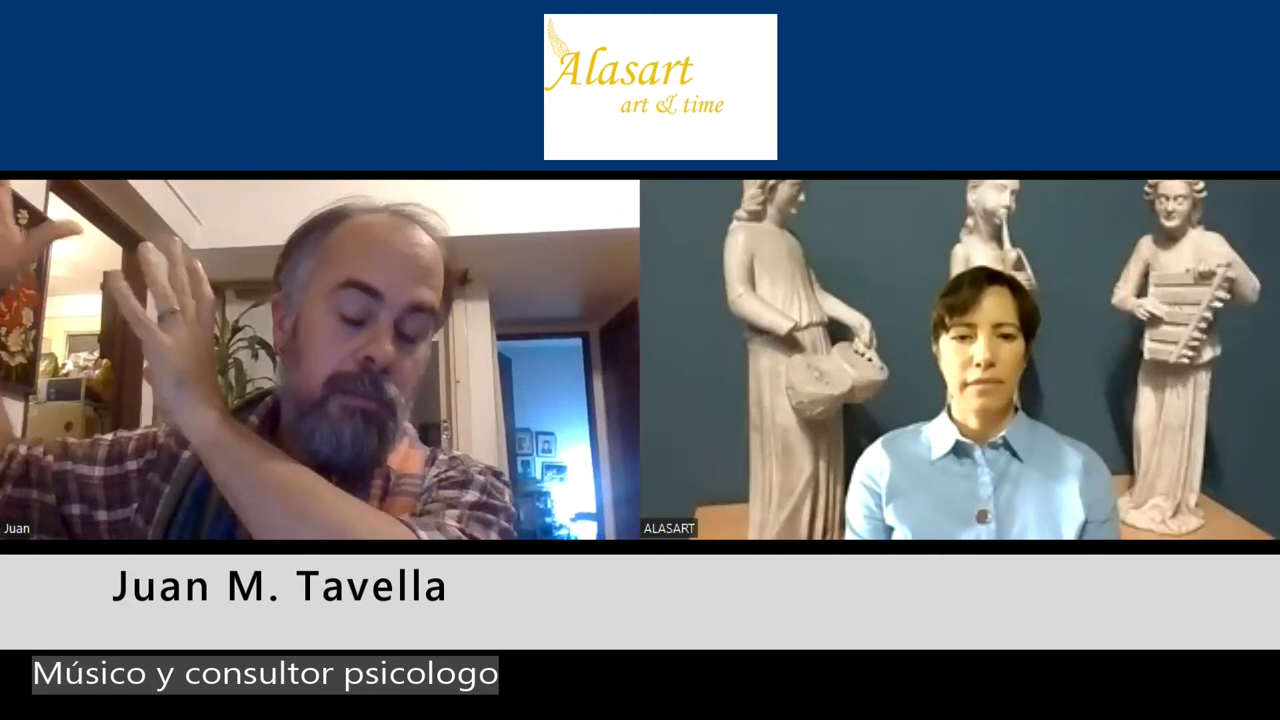 Alasart
art & time
Juan
ALASART
Juan M. Tavella
Músico y consultor psicologo